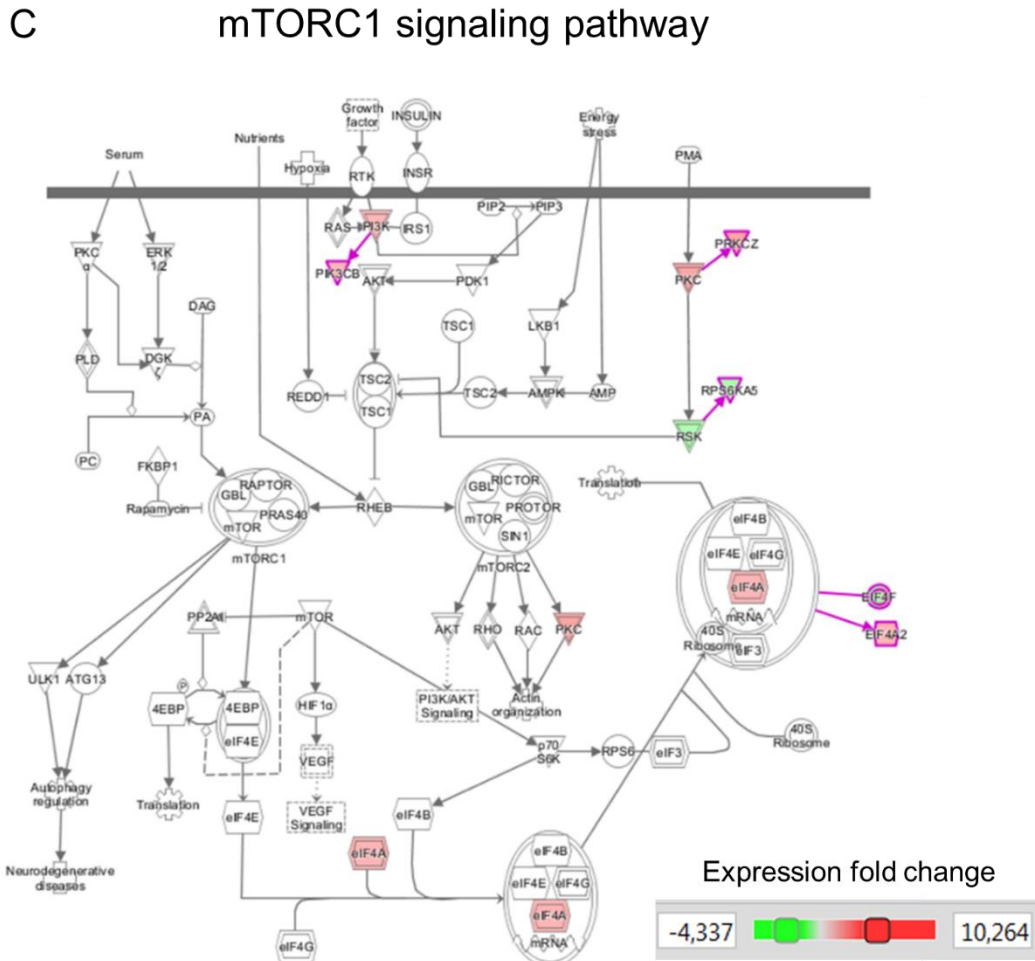 C
mTORC1 signaling pathway
Growth
factor
INSULIN
Energy
stress
Nutrients
Serum
Hypoxia
RTK
INSR
PMA
PIP2
PIP3
RAS
PI3K
IRS1
PKC
α
ERK
1/2
PRKCZ
PIK3CB
AKT
PDK1
PKC
DAG
TSC1
LKB1
PLD
DGK
ζ
TSC2
REDD1
TSC2
AMPK
AMP
RPS6KA5
TSC1
PA
RSK
PC
FKBP1
RAPTOR
GBL
GBL
RICTOR
Translation
Rapamycin
PRAS40
mTOR
RHEB
mTOR
PROTOR
SIN1
eIF4B
mTORC1
mTORC2
eIF4E
eIF4G
eIF4A
EIF4F
mRNA
PP2A
mTOR
AKT
RHO
RAC
PKC
40S
Ribosome
eIF3
EIF4A2
ULK1
ATG13
P
4EBP
4EBP
HIF1α
PI3K/AKT
Signaling
Actin
organization
eIF4E
p70
S6K
RPS6
eIF3
40S
Ribosome
VEGF
Autophagy
regulation
Translation
eIF4E
VEGF
Signaling
eIF4B
eIF4A
eIF4B
Neurodegenerative
diseases
eIF4E
eIF4G
eIF4A
mRNA
eIF4G
Expression fold change
-4,337
10,264